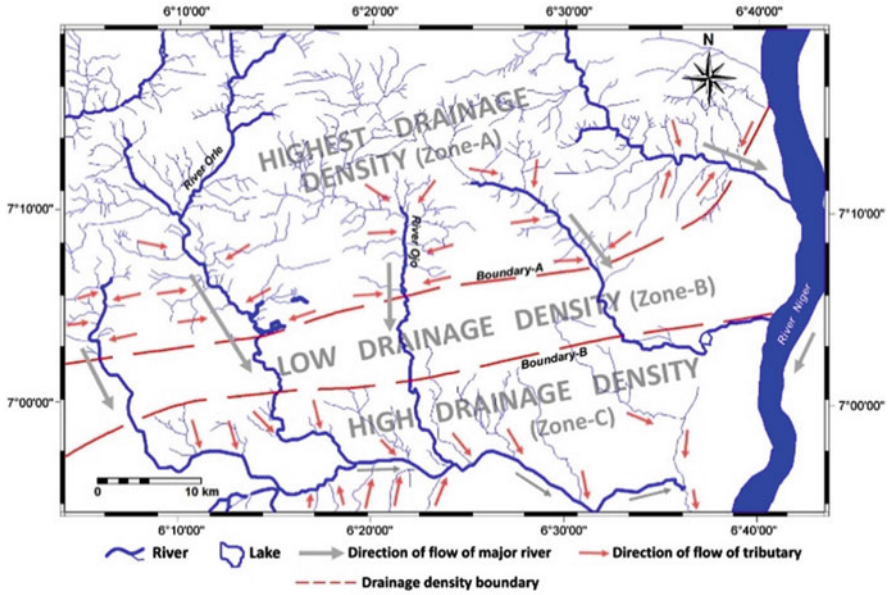 6°10'00" 6°20'00" 6°30'00" 6°40'00"
N
HIGHEST DRAINAGE
DENSITY (Zone-A)
River Orle
7°10'00" 7°10'00"
River Ojo
Boundary-A
LOW DRAINAGE DENSITY (Zone-B)
River Niger
Boundary-B
7°00'00" 7°00'00"
HIGH DRAINAGE DENSITY
(Zone-C)
0 10 km
6°10'00" 6°20'00" 6°30'00" 6°40'00"
River Lake Direction of flow of major river Direction of flow of tributary
Drainage density boundary